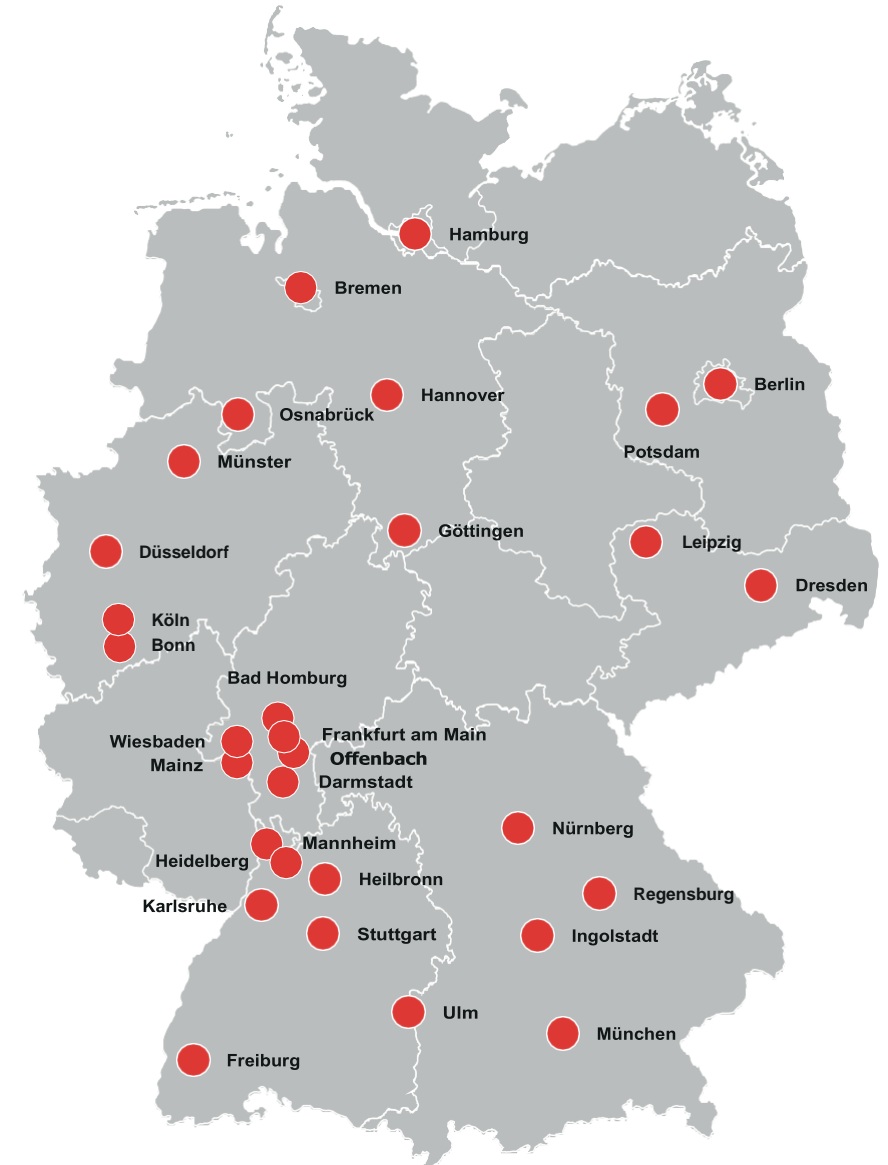 Hamburg
Bremen
Berlin
Hannover
Osnabrück
Potsdam
Münster
Göttingen
Leipzig
Düsseldorf
Dresden
Köln
Bonn
Bad Homburg
Frankfurt am Main
Wiesbaden
Offenbach
Mainz
Darmstadt
Nürnberg
Mannheim
Heidelberg
Heilbronn
Regensburg
Karlsruhe
Stuttgart
Ingolstadt
Ulm
München
Freiburg